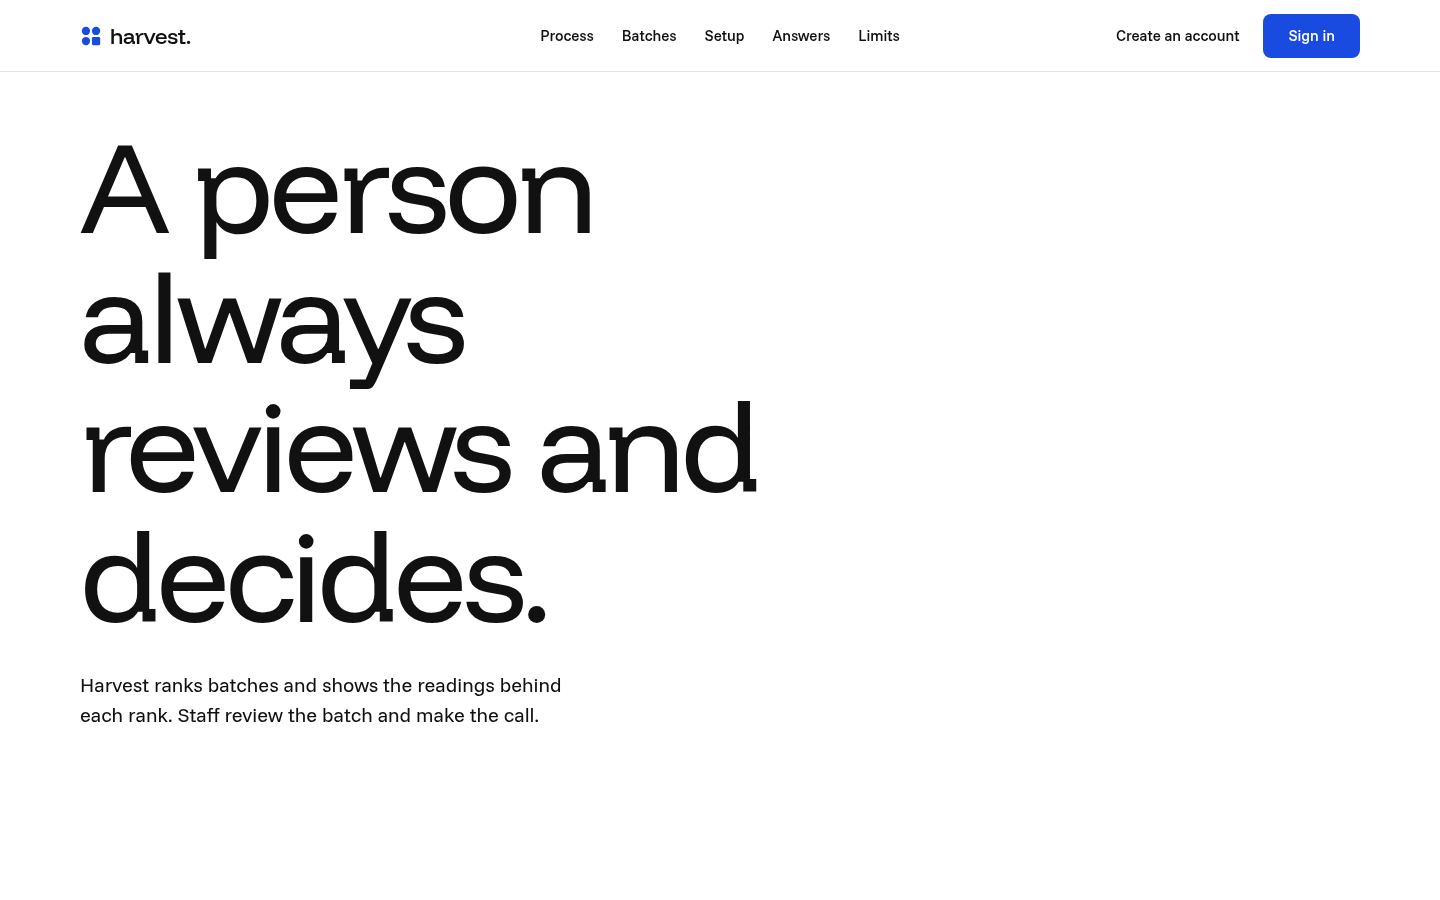 harvest.
Process
Batches
Setup
Answers
Limits
Create an account
Sign in
A person
always
reviews and
decides.
Harvest ranks batches and shows the readings behind
each rank. Staff review the batch and make the call.